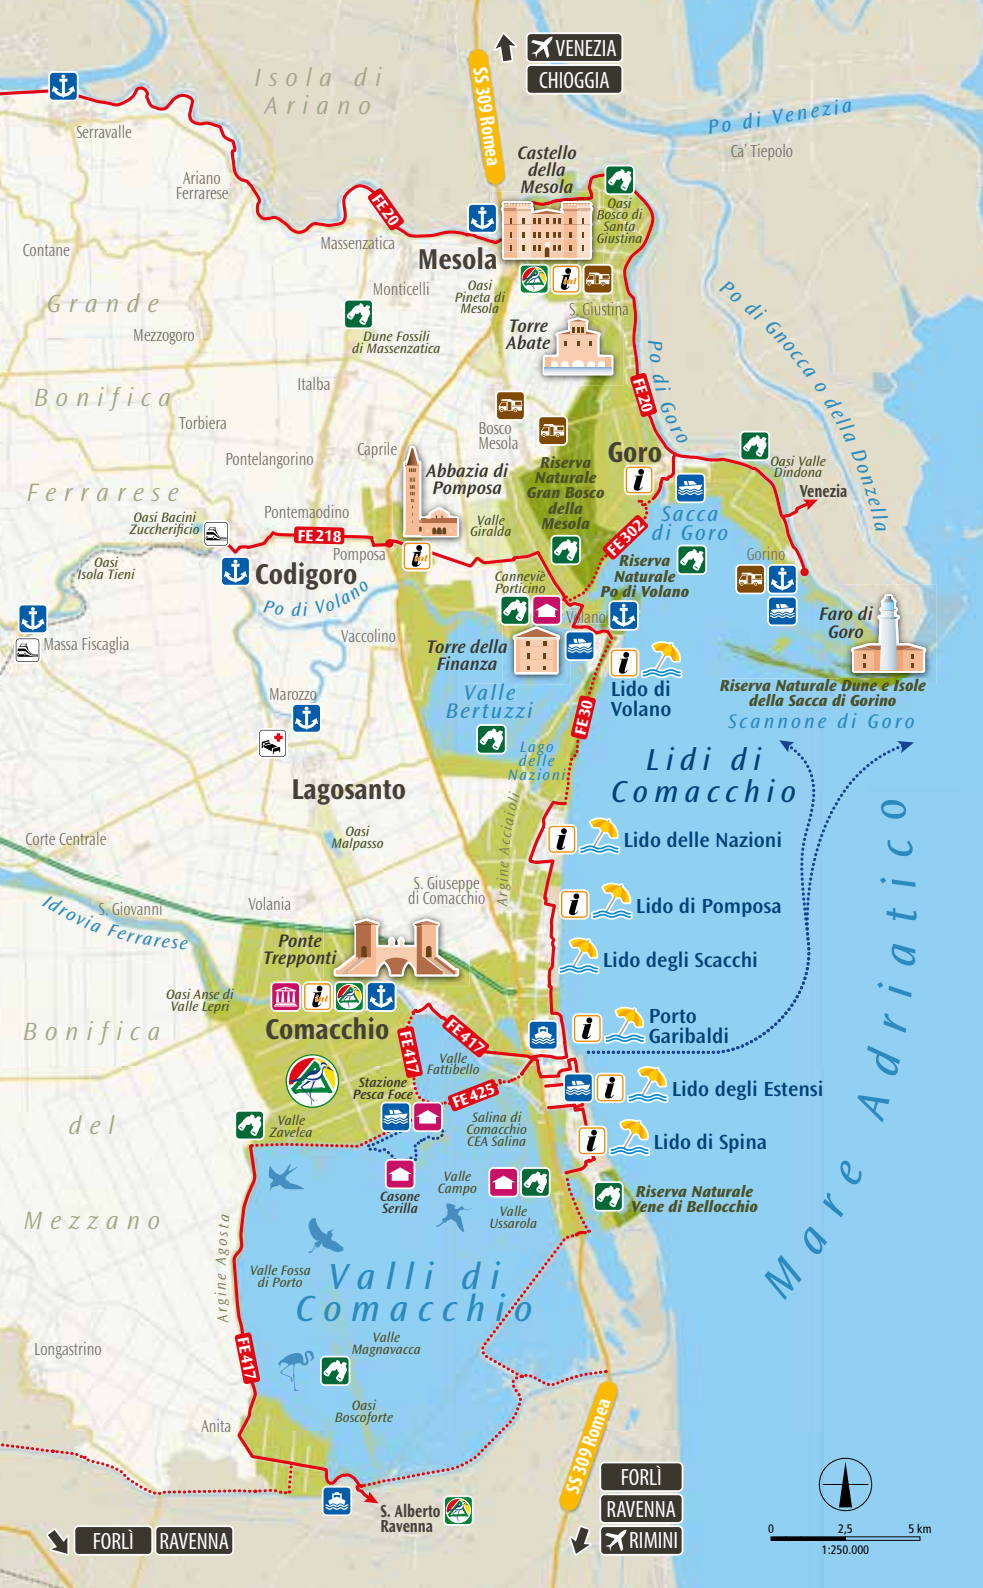 VENEZIA
CHIOGGIA
SS 309 Romea
Isola di
Ariano
Serravalle
Po di Venezia
Ca' Tiepolo
Castello
della
Mesola
Ariano
Ferrarese
FE20
Oasi
Bosco di
Santa
Giustina
Massenzatica
Contane
Mesola
Monticelli
Oasi
Pineta di
Mesola
S. Giustina
Grande
Mezzogoro
Dune Fossili
di Massenzatica
Torre
Abate
Po di Goro
Po di Gnocca o della Donzella
FE20
Italba
Bonifica
Torbiera
Bosco
Mesola
Caprile
Pontelangorino
Goro
Abbazia di
Pomposa
Riserva
Naturale
Gran Bosco
della
Mesola
Oasi Valle
Dindona
Venezia
Ferrarese
Oasi Bacini
Zuccherificio
Pontemaodino
FE218
Valle
Giralda
Sacca
di Goro
FE302
Pomposa
Gorino
Oasi
Isola Tieni
Codigoro
Po di Volano
Canneviè
Porticino
Riserva
Naturale
Po di Volano
Volano
Massa Fiscaglia
Vaccolino
Torre della
Finanza
Faro di
Goro
Lido di
Volano
Riserva Naturale Dune e Isole
della Sacca di Gorino
Scannone di Goro
Marozzo
Valle
Bertuzzi
FE30
Lago
delle
Nazioni
Lidi di
Comacchio
Lagosanto
Argine Acciaioli
Corte Centrale
Oasi
Malpasso
Lido delle Nazioni
S. Giuseppe
di Comacchio
S. Giovanni
Volania
Lido di Pomposa
Idrovia Ferrarese
Ponte
Trepponti
Lido degli Scacchi
Oasi Anse di
Valle Lepri
Mare Adriatico
Bonifica
Comacchio
Porto
Garibaldi
FE417
FE417
Valle
Fattibello
Stazione
Pesca Foce
FE425
Lido degli Estensi
del
Valle
Zavelea
Salina di
Comacchio
CEA Salina
Lido di Spina
Casone
Serilla
Valle
Campo
Valle
Ussarola
Riserva Naturale
Vene di Bellocchio
Mezzano
Argine Agosta
Valle Fossa
di Porto
Valli di
Comacchio
Valle
Magnavacca
Longastrino
FE417
Oasi
Boscoforte
Anita
SS 309 Romea
FORLÌ
RAVENNA
RIMINI
S. Alberto
Ravenna
FORLÌ
RAVENNA
0 2,5 5 km
1:250.000